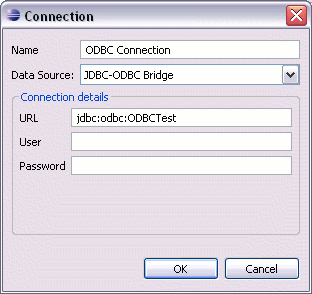 Connection
Name ODBC Connection
Data Source: JDBC-ODBC Bridge
Connection details
URL jdbc:odbc:ODBCTest
User
Password
OK Cancel